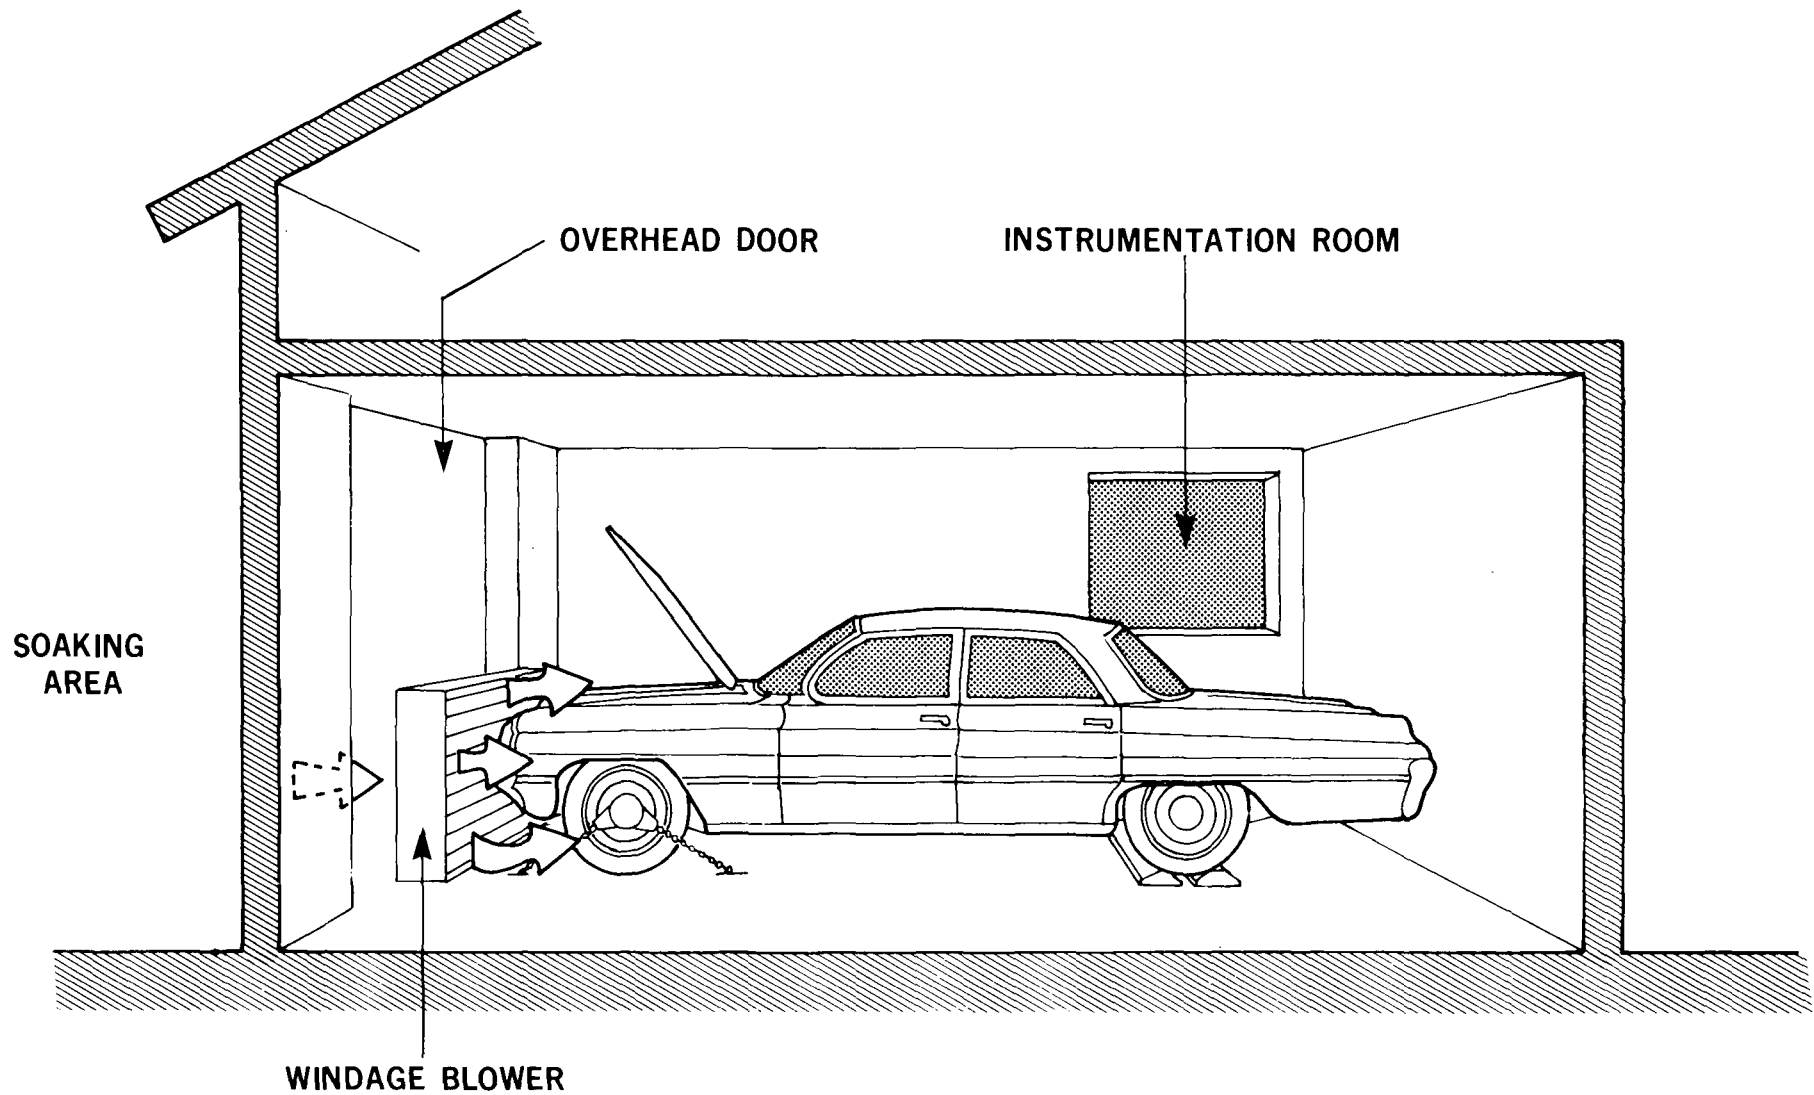 OVERHEAD DOOR
INSTRUMENTATION ROOM
SOAKING
AREA
WINDAGE BLOWER